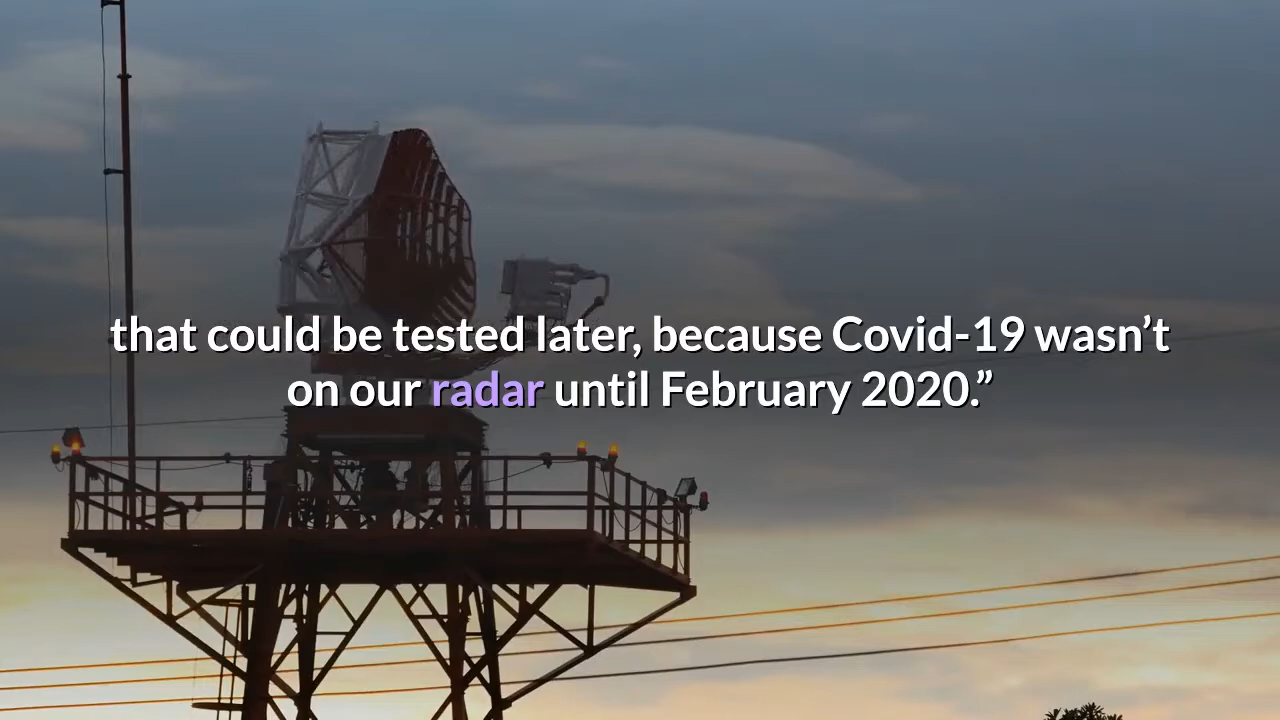 that could be tested later, because Covid-19 wasn’t
on our radar until February 2020.”